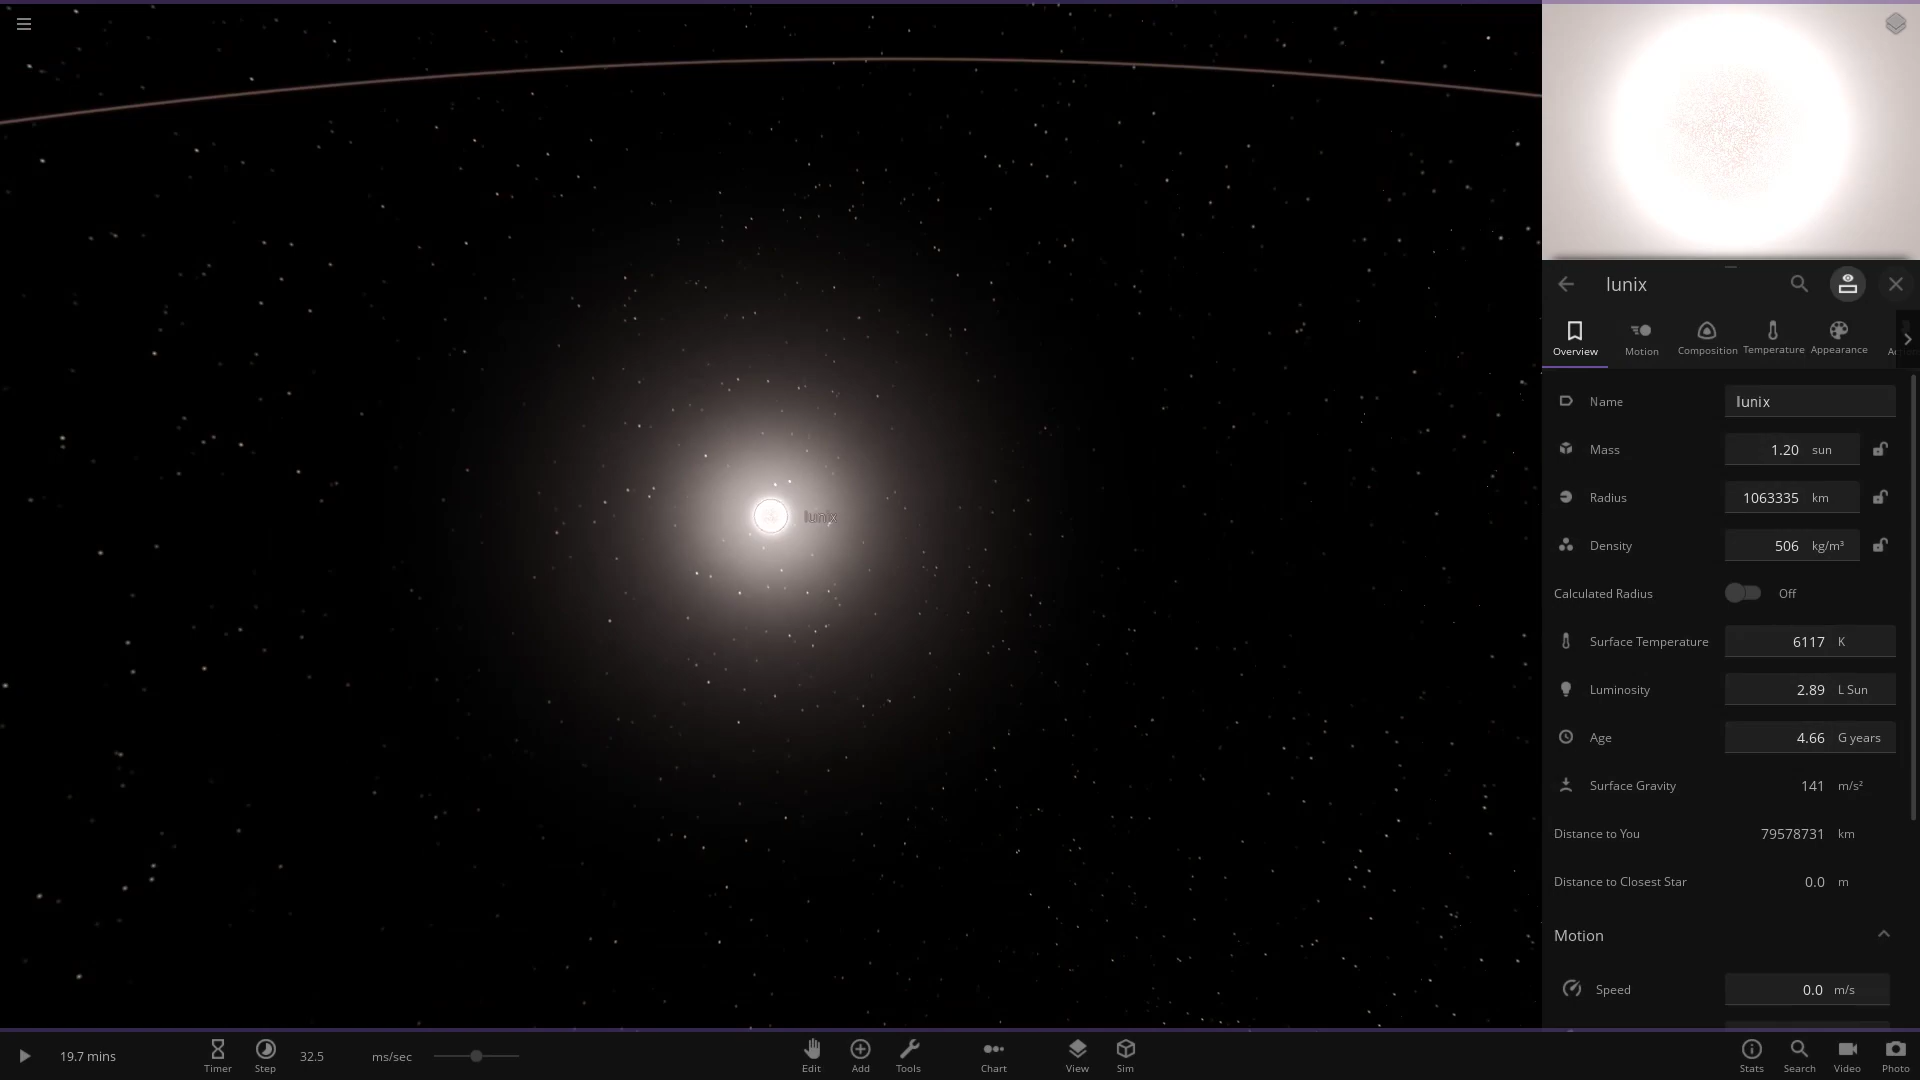 lunix
lunix
Overview
Motion
Composition
Temperature
Appearance
Name lunix
Mass 1.20 sun
Radius 1063335 km
Density 506 kg/m³
Calculated Radius Off
Surface Temperature 6117 K
Luminosity 2.89 L Sun
Age 4.66 G years
Surface Gravity 141 m/s²
Distance to You 79578731 km
Distance to Closest Star 0.0 m
Motion
Speed 0.0 m/s
19.7 mins
Timer
Step
32.5 ms/sec
Edit
Add
Tools
Chart
View
Sim
Stats
Search
Video
Photo